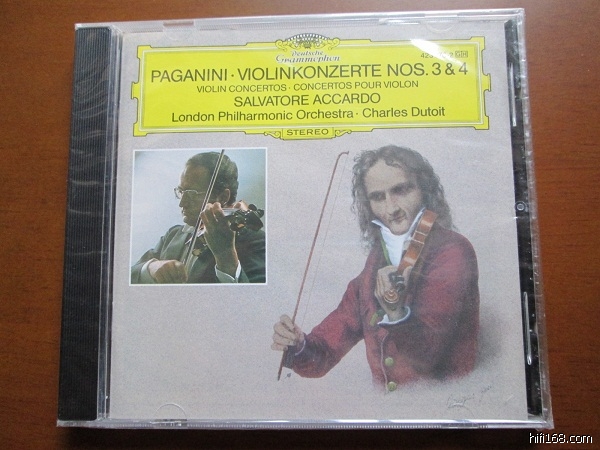 Deutsche
Grammophon
PAGANINI · VIOLINKONZERTE NOS. 3 & 4
VIOLIN CONCERTOS · CONCERTOS POUR VIOLON
SALVATORE ACCARDO
London Philharmonic Orchestra · Charles Dutoit
STEREO
hifi168.com